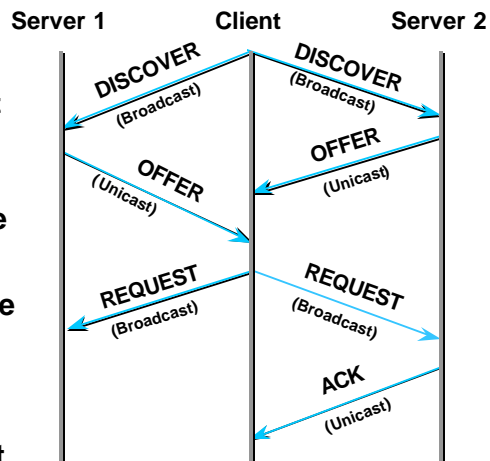 Server 1 Client Server 2
DISCOVER
(Broadcast)
DISCOVER
(Broadcast)
OFFER
(Unicast)
OFFER
(Unicast)
REQUEST
(Broadcast)
REQUEST
(Broadcast)
ACK
(Unicast)